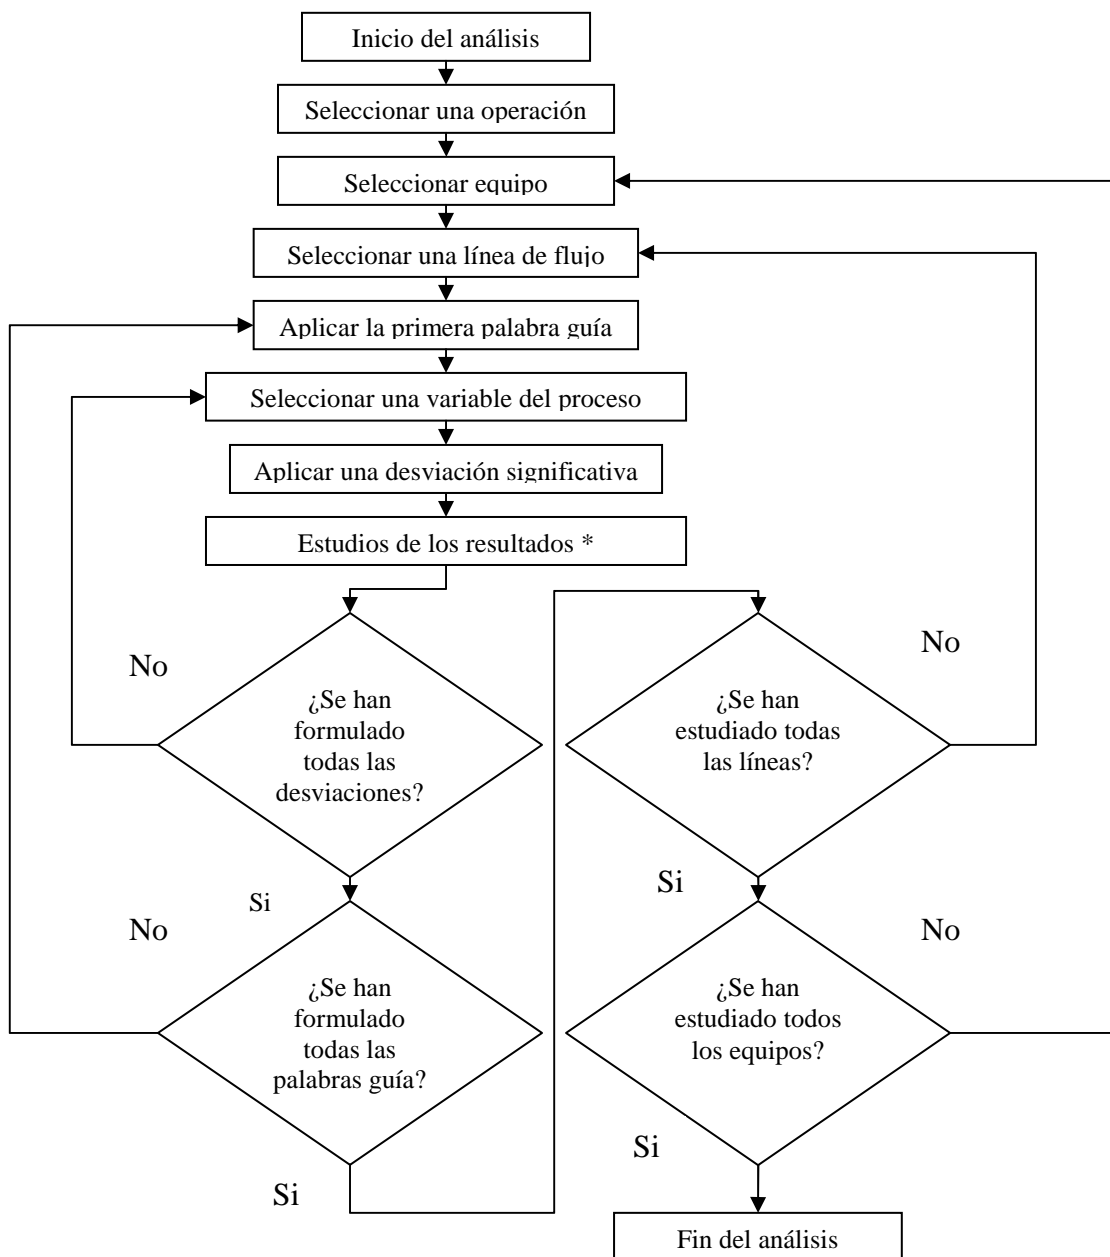 Inicio del análisis
Seleccionar una operación
Seleccionar equipo
Seleccionar una línea de flujo
Aplicar la primera palabra guía
Seleccionar una variable del proceso
Aplicar una desviación significativa
Estudios de los resultados *
No
¿Se han
formulado
todas las
desviaciones?
Si
No
¿Se han
formulado
todas las
palabras guía?
Si
No
¿Se han
estudiado todas
las líneas?
Si
No
¿Se han
estudiado todos
los equipos?
Si
Fin del análisis